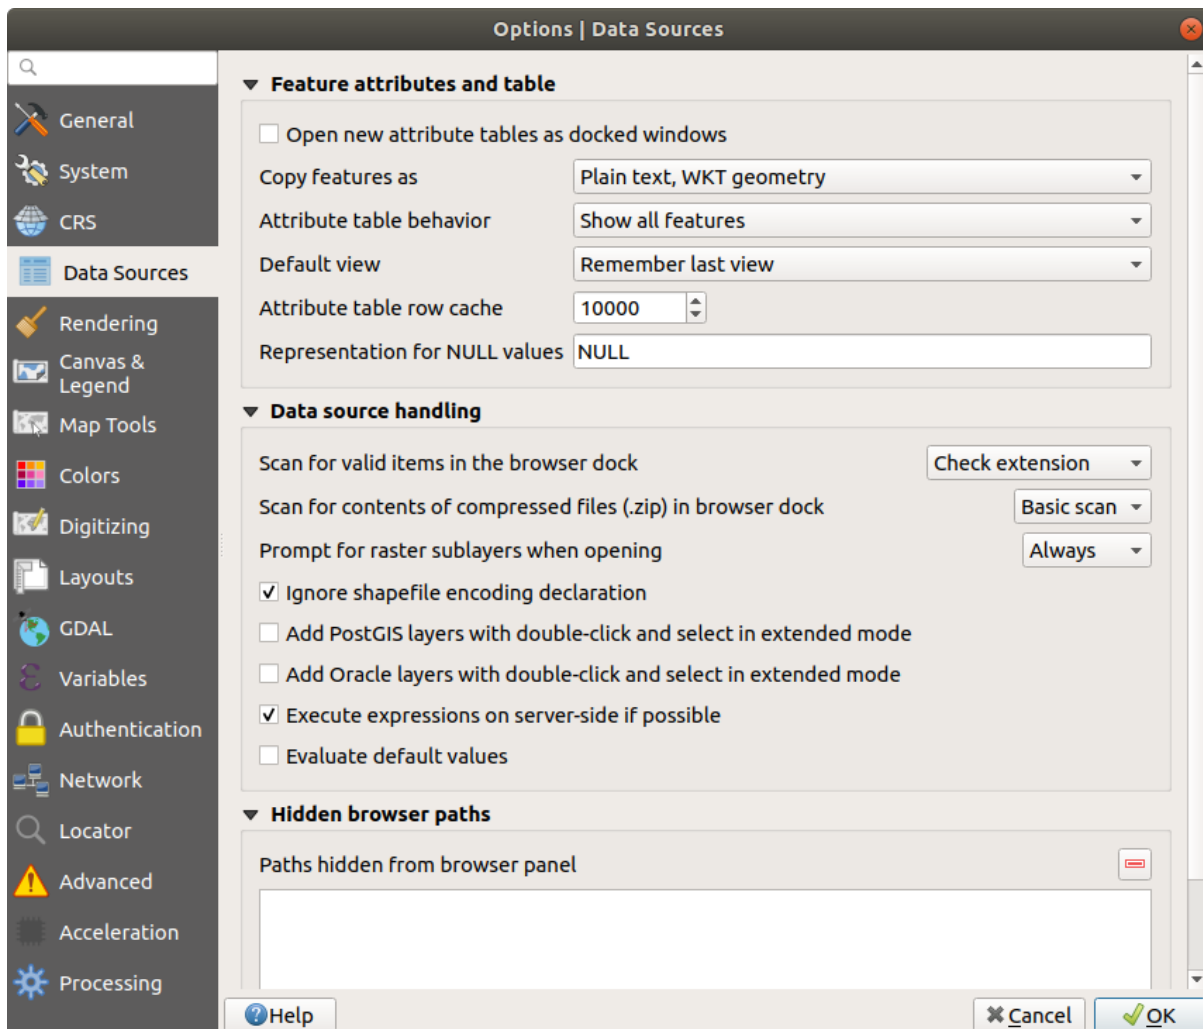 Options | Data Sources
General
System
CRS
Data Sources
Rendering
Canvas &
Legend
Map Tools
Colors
Digitizing
Layouts
GDAL
Variables
Authentication
Network
Locator
Advanced
Acceleration
Processing
Feature attributes and table
Open new attribute tables as docked windows
Copy features as Plain text, WKT geometry
Attribute table behavior Show all features
Default view Remember last view
Attribute table row cache 10000
Representation for NULL values NULL
Data source handling
Scan for valid items in the browser dock Check extension
Scan for contents of compressed files (.zip) in browser dock Basic scan
Prompt for raster sublayers when opening Always
Ignore shapefile encoding declaration
Add PostGIS layers with double-click and select in extended mode
Add Oracle layers with double-click and select in extended mode
Execute expressions on server-side if possible
Evaluate default values
Hidden browser paths
Paths hidden from browser panel
Help Cancel OK